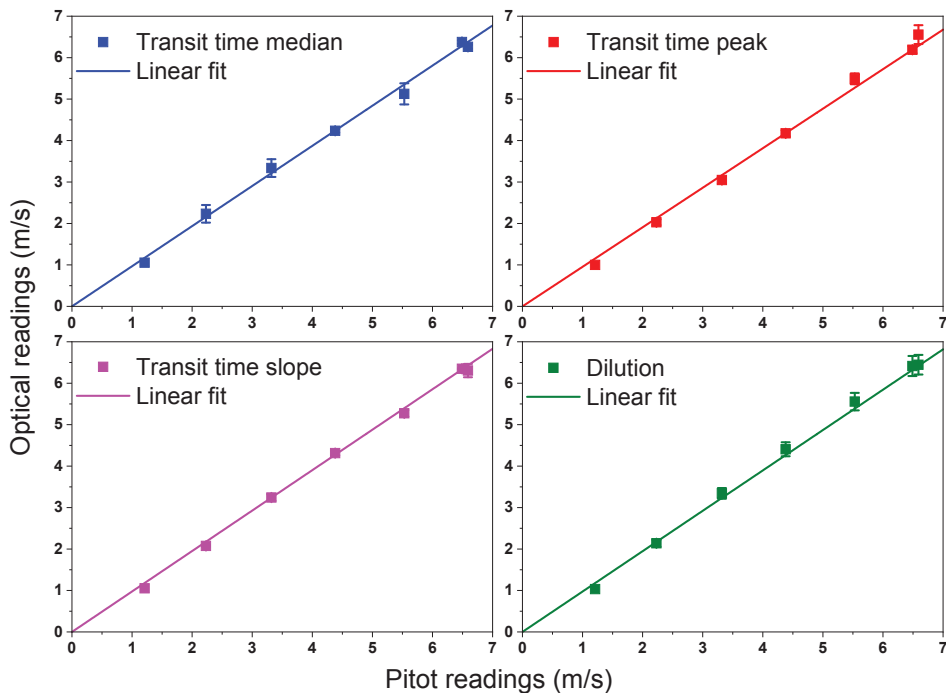 Optical readings (m/s)
7
6
5
4
3
2
1
0
Transit time median
Linear fit
0 1 2 3 4 5 6 7
7
6
5
4
3
2
1
0
Transit time peak
Linear fit
0 1 2 3 4 5 6 7
7
6
5
4
3
2
1
0
Transit time slope
Linear fit
0 1 2 3 4 5 6 7
7
6
5
4
3
2
1
0
Dilution
Linear fit
0 1 2 3 4 5 6 7
Pitot readings (m/s)